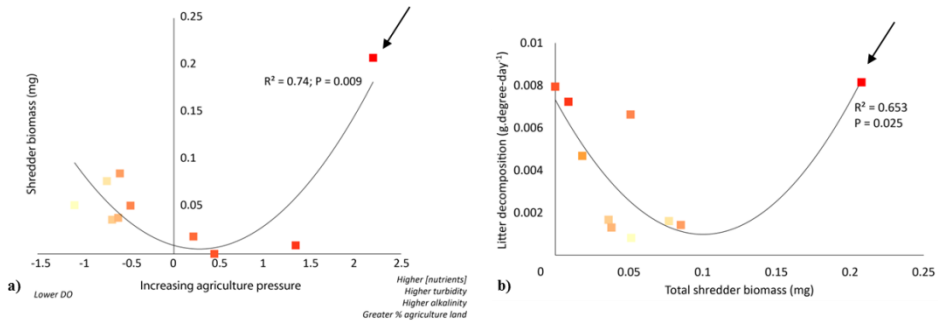 0.25
0.2
0.15
0.1
0.05
0
Shredder biomass (mg)
R² = 0.74; P = 0.009
-1.5 -1 -0.5 0 0.5 1 1.5 2 2.5
Increasing agriculture pressure
a)
Lower DO
Higher [nutrients]
Higher turbidity
Higher alkalinity
Greater % agriculture land
0.01
0.008
0.006
0.004
0.002
Litter decomposition (g.degree-day⁻¹)
R² = 0.653
P = 0.025
0 0.05 0.1 0.15 0.2 0.25
Total shredder biomass (mg)
b)